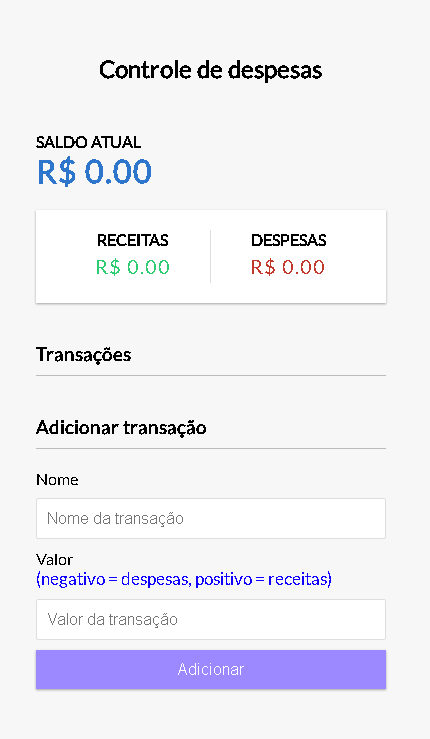 Controle de despesas
SALDO ATUAL
R$ 0.00
RECEITAS
R$ 0.00
DESPESAS
R$ 0.00
Transações
Adicionar transação
Nome
Nome da transação
Valor
(negativo = despesas, positivo = receitas)
Valor da transação
Adicionar